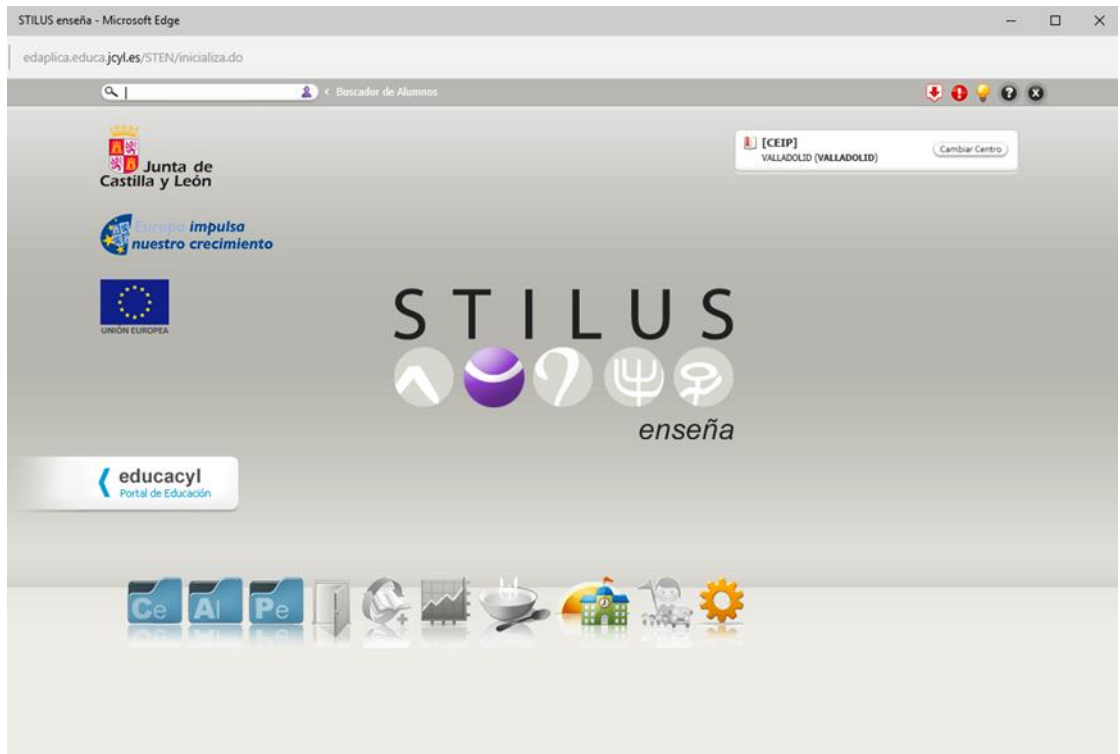 STILUS enseña - Microsoft Edge
edaplica.educa.jcyl.es/STEN/inicializa.do
< Buscador de Alumnos
[CEIP]
VALLADOLID (VALLADOLID)
Cambiar Centro
Junta de
Castilla y León
Europa impulsa
nuestro crecimiento
UNIÓN EUROPEA
STILUS
enseña
educacyl
Portal de Educación
Ce Al Pe